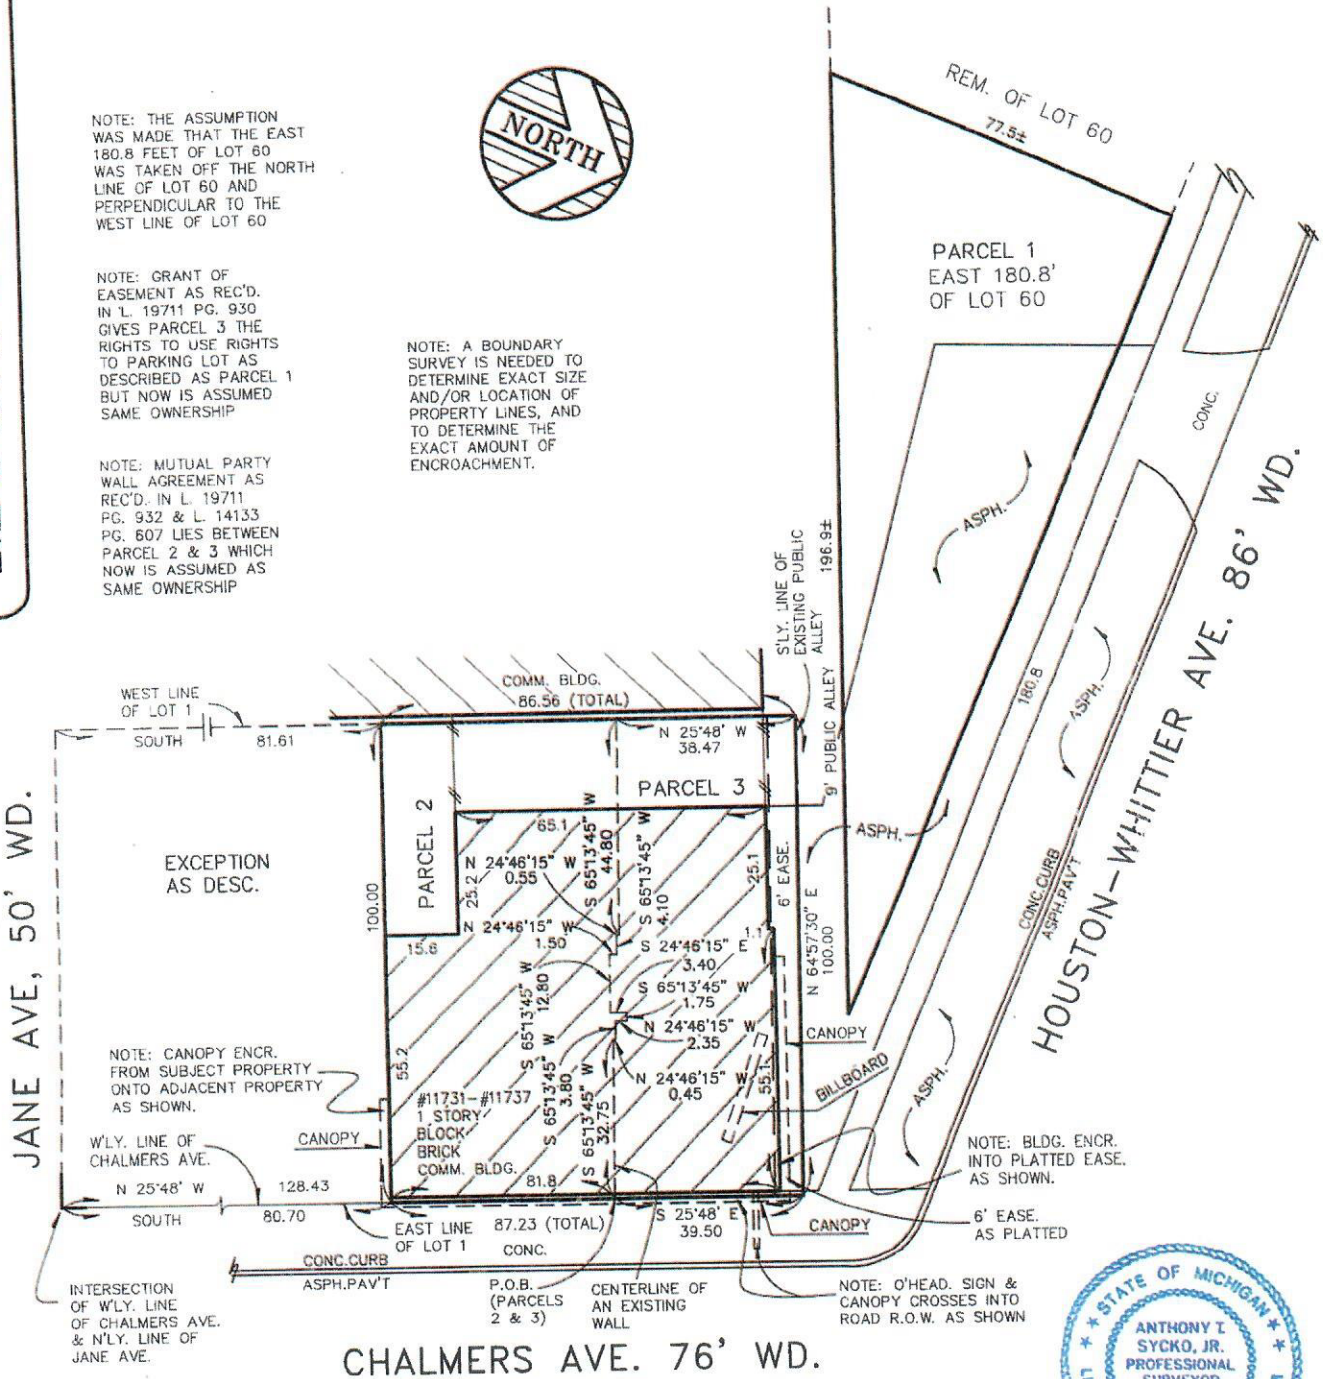 NOTE: THE ASSUMPTION
WAS MADE THAT THE EAST
180.8 FEET OF LOT 60
WAS TAKEN OFF THE NORTH
LINE OF LOT 60 AND
PERPENDICULAR TO THE
WEST LINE OF LOT 60
NORTH
REM. OF LOT 60
77.5±
NOTE: GRANT OF
EASEMENT AS REC'D.
IN L. 19711 PG. 930
GIVES PARCEL 3 THE
RIGHTS TO USE RIGHTS
TO PARKING LOT AS
DESCRIBED AS PARCEL 1
BUT NOW IS ASSUMED
SAME OWNERSHIP
NOTE: A BOUNDARY
SURVEY IS NEEDED TO
DETERMINE EXACT SIZE
AND/OR LOCATION OF
PROPERTY LINES, AND
TO DETERMINE THE
EXACT AMOUNT OF
ENCROACHMENT.
PARCEL 1
EAST 180.8'
OF LOT 60
NOTE: MUTUAL PARTY
WALL AGREEMENT AS
REC'D. IN L. 19711
PG. 932 & L. 14133
PG. 607 LIES BETWEEN
PARCEL 2 & 3 WHICH
NOW IS ASSUMED AS
SAME OWNERSHIP
CONC.
ASPH.
S'LY. LINE OF
EXISTING PUBLIC
ALLEY
196.9±
9' PUBLIC ALLEY
180.8
ASPH.
HOUSTON-WHITTIER AVE. 86' WD.
CONC.CURB
ASPH.PAV'T
WEST LINE
OF LOT 1
SOUTH
81.61
COMM. BLDG.
86.56 (TOTAL)
N 25°48' W
38.47
PARCEL 2
PARCEL 3
JANE AVE, 50' WD.
EXCEPTION
AS DESC.
100.00
65.1
25.2
15.6
N 24°46'15" W
0.55
S 65°13'45" W
44.80
S 65°13'45" W
4.10
25.1
6' EASE.
ASPH.
N 24°46'15" W
1.50
S 24°46'15" E
3.40
1.1
S 65°13'45" W
12.80
S 65°13'45" W
1.75
N 24°46'15" W
2.35
N 64°57'30" E
100.00
CANOPY
N 24°46'15" W
0.45
55.1
BILLBOARD
ASPH.
NOTE: CANOPY ENCR.
FROM SUBJECT PROPERTY
ONTO ADJACENT PROPERTY
AS SHOWN.
55.2
S 65°13'45" W
3.80
S 65°13'45" W
32.75
#11731-#11737
1 STORY
BLOCK
BRICK
COMM. BLDG.
81.8
CANOPY
W'LY. LINE OF
CHALMERS AVE.
NOTE: BLDG. ENCR.
INTO PLATTED EASE.
AS SHOWN.
N 25°48' W
128.43
SOUTH
80.70
EAST LINE
OF LOT 1
87.23 (TOTAL)
CONC.
S 25°48' E
39.50
CANOPY
6' EASE.
AS PLATTED
CONC.CURB
ASPH.PAV'T
INTERSECTION
OF W'LY. LINE
OF CHALMERS AVE.
& N'LY. LINE OF
JANE AVE.
P.O.B.
(PARCELS
2 & 3)
CENTERLINE OF
AN EXISTING
WALL
NOTE: O'HEAD. SIGN &
CANOPY CROSSES INTO
ROAD R.O.W. AS SHOWN
CHALMERS AVE. 76' WD.
STATE OF MICHIGAN
ANTHONY T.
SYCKO, JR.
PROFESSIONAL
SURVEYOR